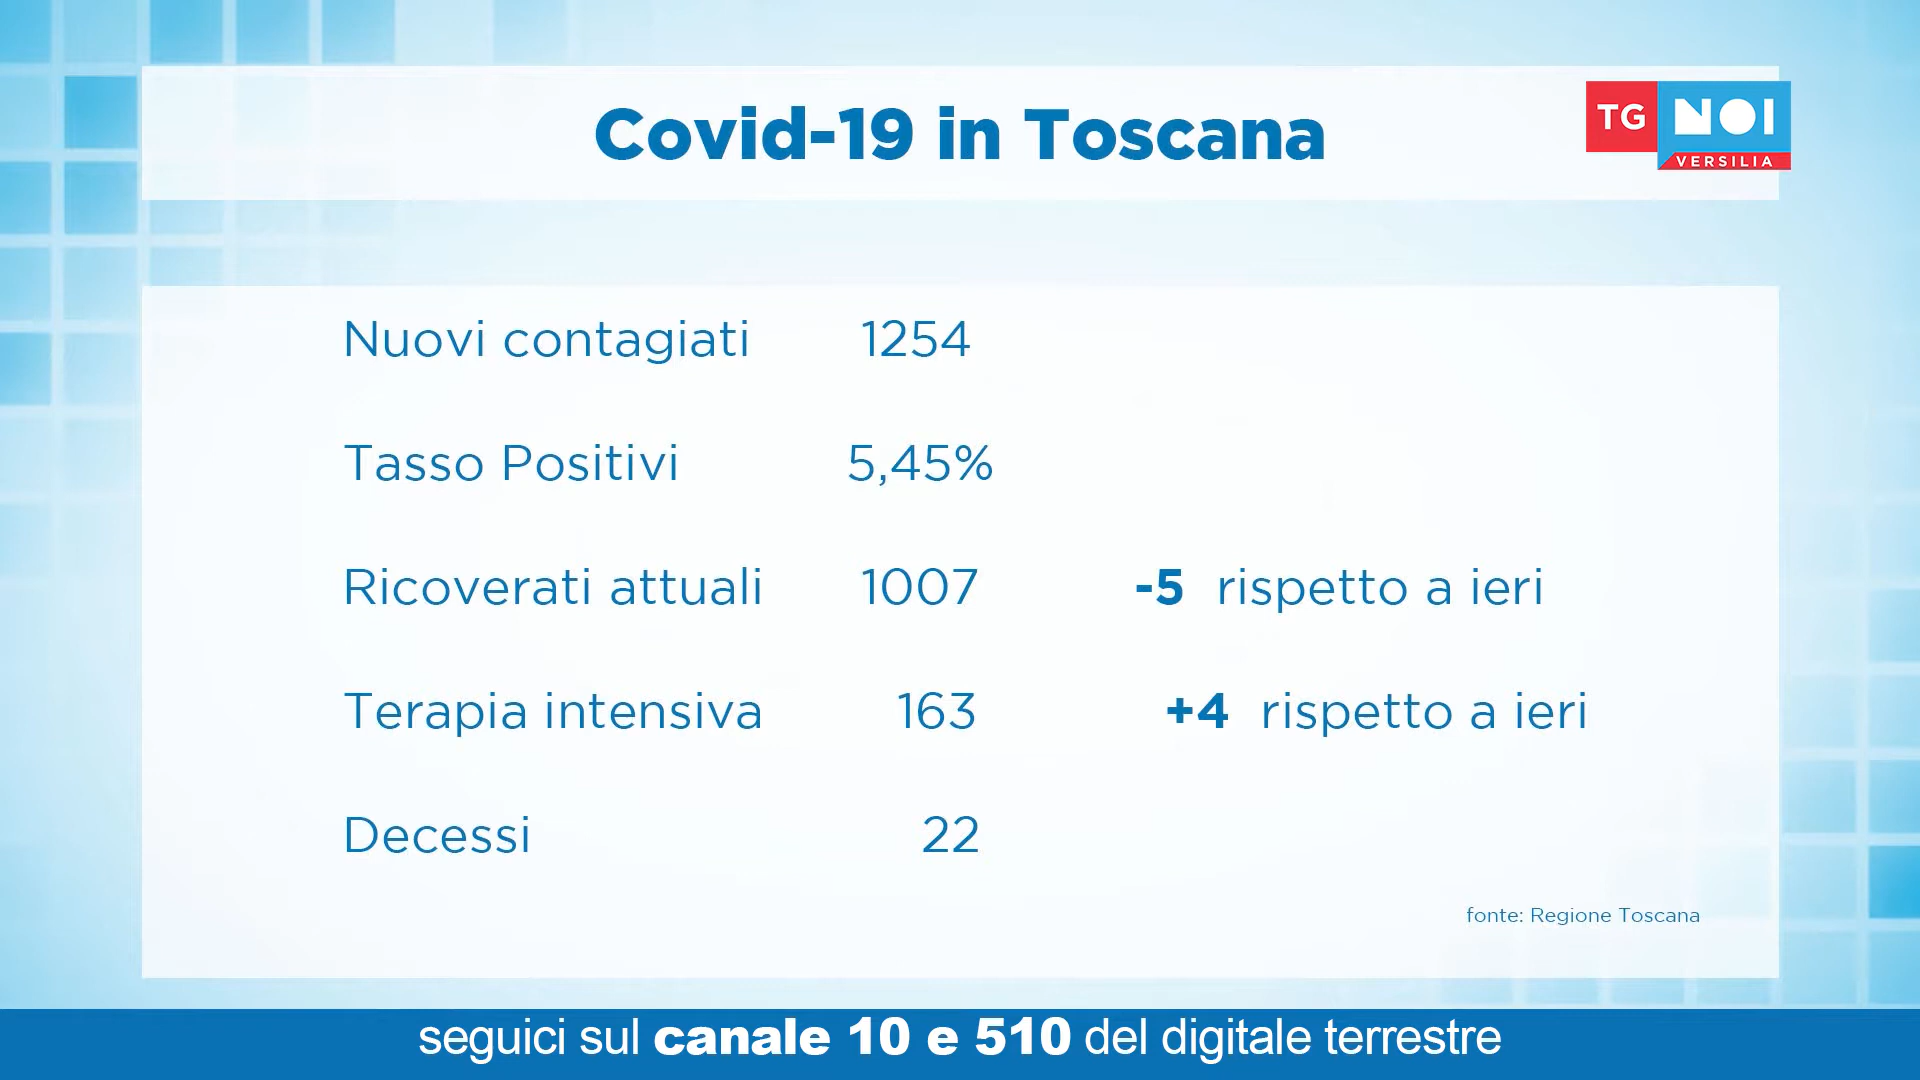 Covid-19 in Toscana
TG NOI
VERSILIA
Nuovi contagiati 1254
Tasso Positivi 5,45%
Ricoverati attuali 1007 -5 rispetto a ieri
Terapia intensiva 163 +4 rispetto a ieri
Decessi 22
fonte: Regione Toscana
seguici sul canale 10 e 510 del digitale terrestre